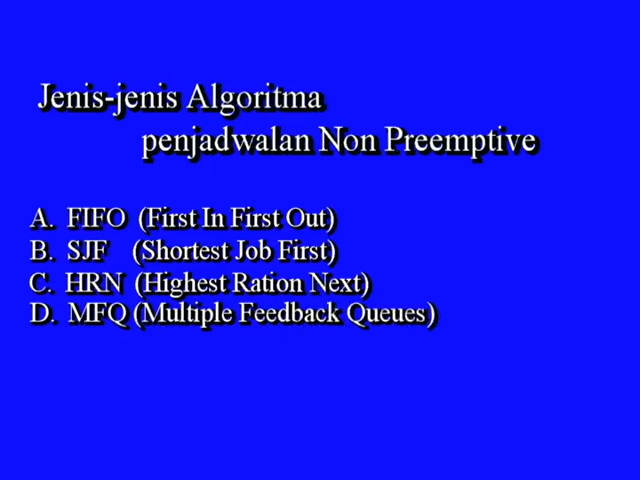 Jenis-jenis Algoritma
penjadwalan Non Preemptive
A. FIFO (First In First Out)
B. SJF (Shortest Job First)
C. HRN (Highest Ration Next)
D. MFQ (Multiple Feedback Queues)